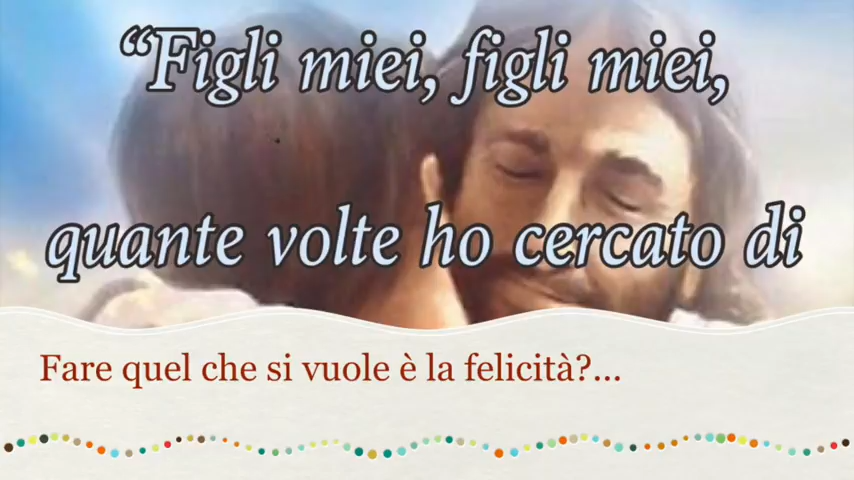 “Figli miei, figli miei,
quante volte ho cercato di
Fare quel che si vuole è la felicità?...